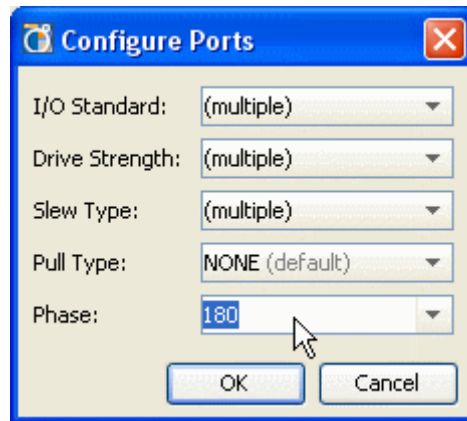 Configure Ports
I/O Standard: (multiple)
Drive Strength: (multiple)
Slew Type: (multiple)
Pull Type: NONE (default)
Phase: 180
OK Cancel